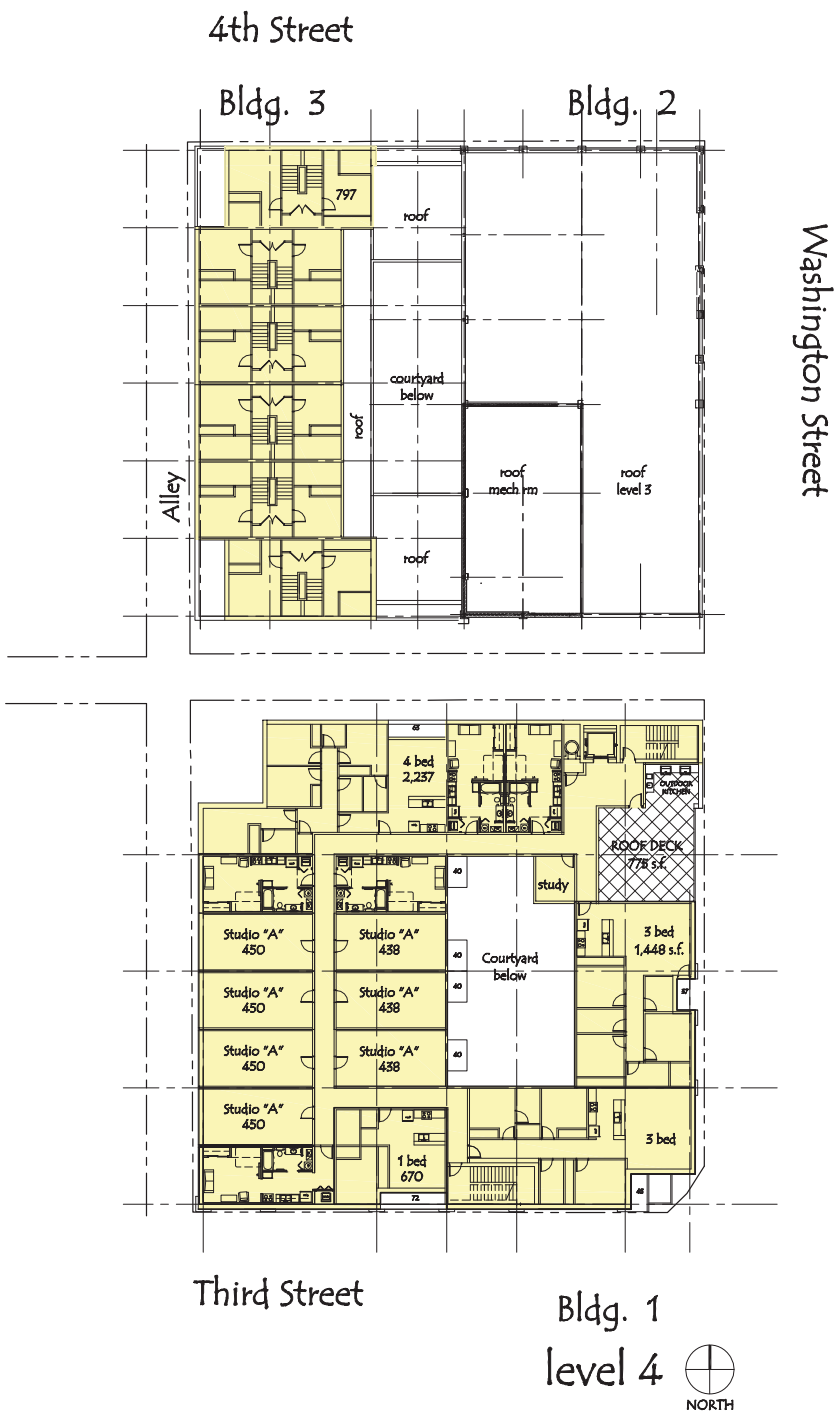 4th Street
Bldg. 3
Bldg. 2
797
roof
Washington Street
courtyard
below
roof
Alley
roof
mech rm
roof
level 3
roof
65
4 bed
2,237
OUTDOOR
KITCHEN
ROOF DECK
775 s.f.
40
study
Studio "A"
450
Studio "A"
438
3 bed
1,448 s.f.
40
Courtyard
below
Studio "A"
450
Studio "A"
438
40
37
Studio "A"
450
Studio "A"
438
40
Studio "A"
450
3 bed
1 bed
670
72
Third Street
Bldg. 1
level 4
NORTH